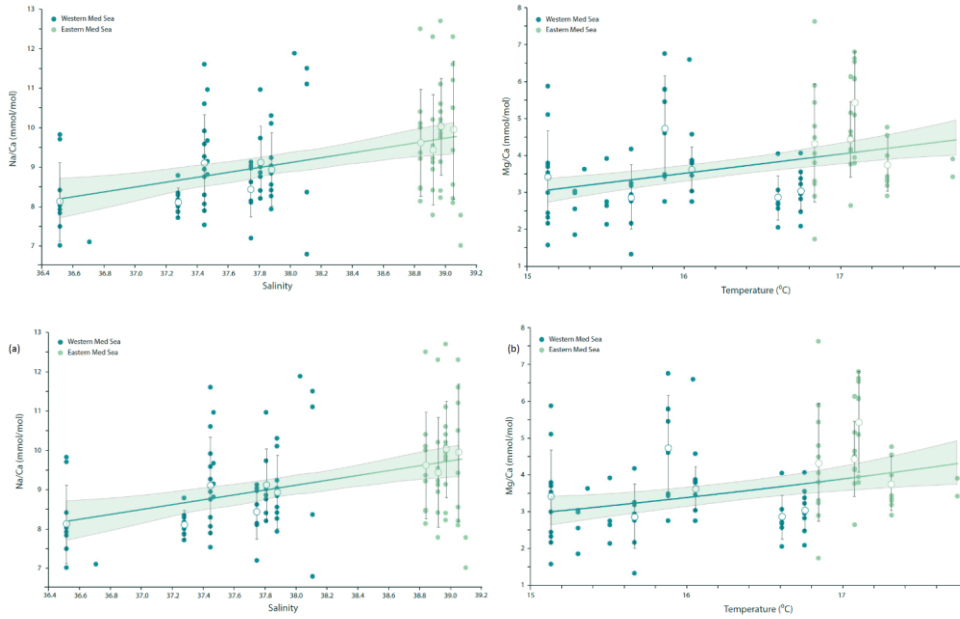 Western Med Sea
Eastern Med Sea
Na/Ca (mmol/mol)
13
12
11
10
9
8
7
6
36.4 36.6 36.8 37.0 37.2 37.4 37.6 37.8 38.0 38.2 38.4 38.6 38.8 39.0 39.2
Salinity
Western Med Sea
Eastern Med Sea
Mg/Ca (mmol/mol)
8
7
6
5
4
3
2
1
15 16 17
Temperature (⁰C)
(a)
Western Med Sea
Eastern Med Sea
Na/Ca (mmol/mol)
13
12
11
10
9
8
7
6
36.4 36.6 36.8 37.0 37.2 37.4 37.6 37.8 38.0 38.2 38.4 38.6 38.8 39.0 39.2
Salinity
(b)
Western Med Sea
Eastern Med Sea
Mg/Ca (mmol/mol)
8
7
6
5
4
3
2
1
15 16 17
Temperature (⁰C)